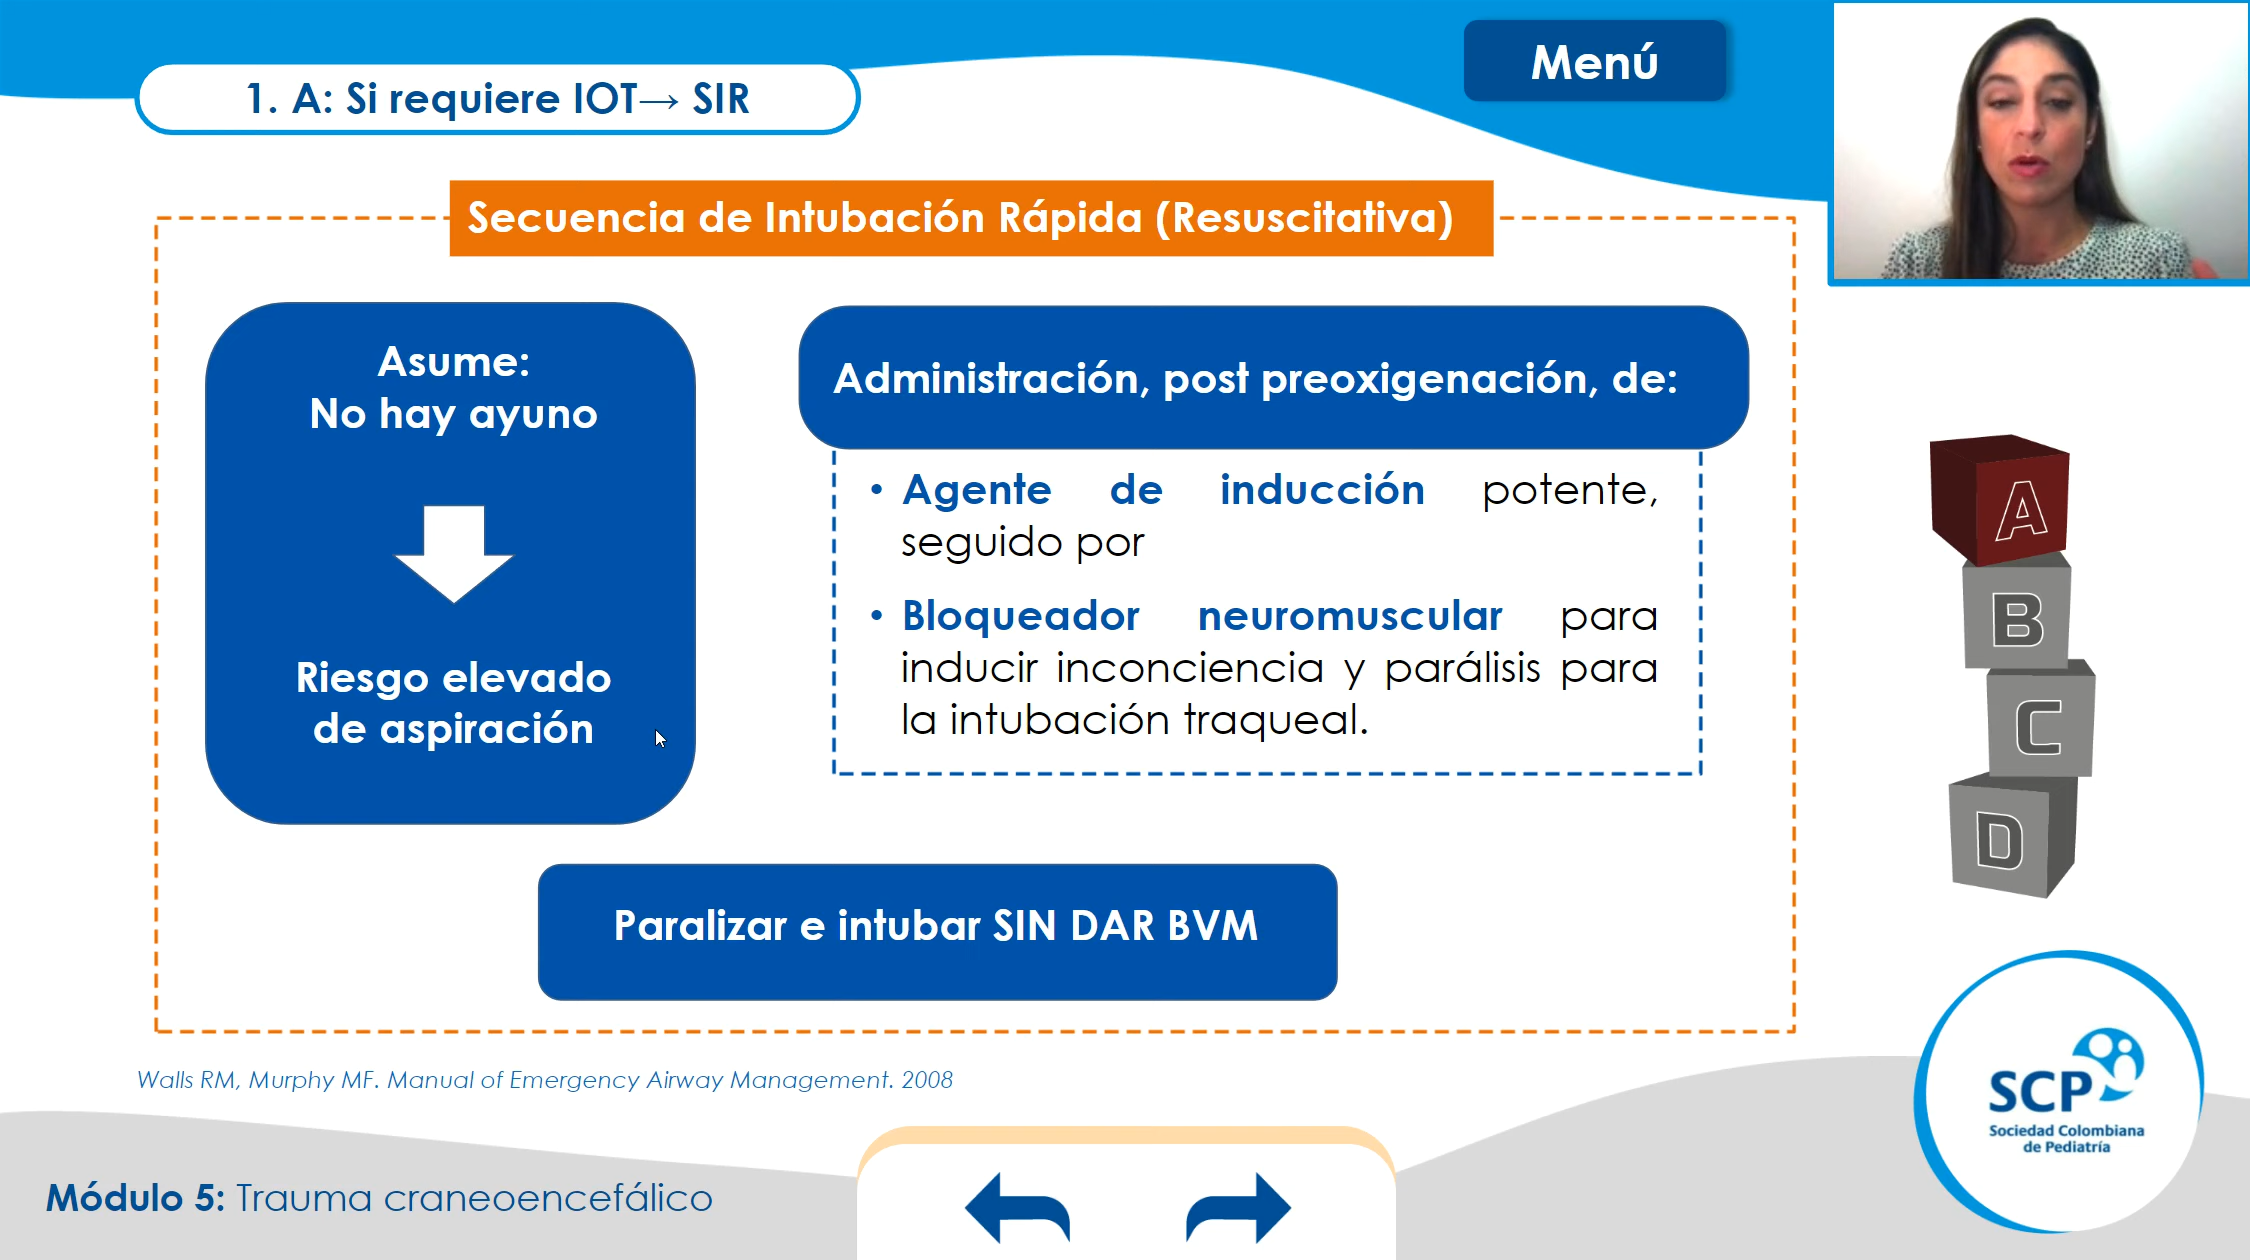 1. A: Si requiere IOT→ SIR
Menú
Secuencia de Intubación Rápida (Resuscitativa)
Asume:
No hay ayuno
Riesgo elevado
de aspiración
Administración, post preoxigenación, de:
• Agente de inducción potente,
seguido por
• Bloqueador neuromuscular para
inducir inconciencia y parálisis para
la intubación traqueal.
Paralizar e intubar SIN DAR BVM
A
B
C
D
Walls RM, Murphy MF. Manual of Emergency Airway Management. 2008
SCP
Sociedad Colombiana
de Pediatría
Módulo 5: Trauma craneoencefálico